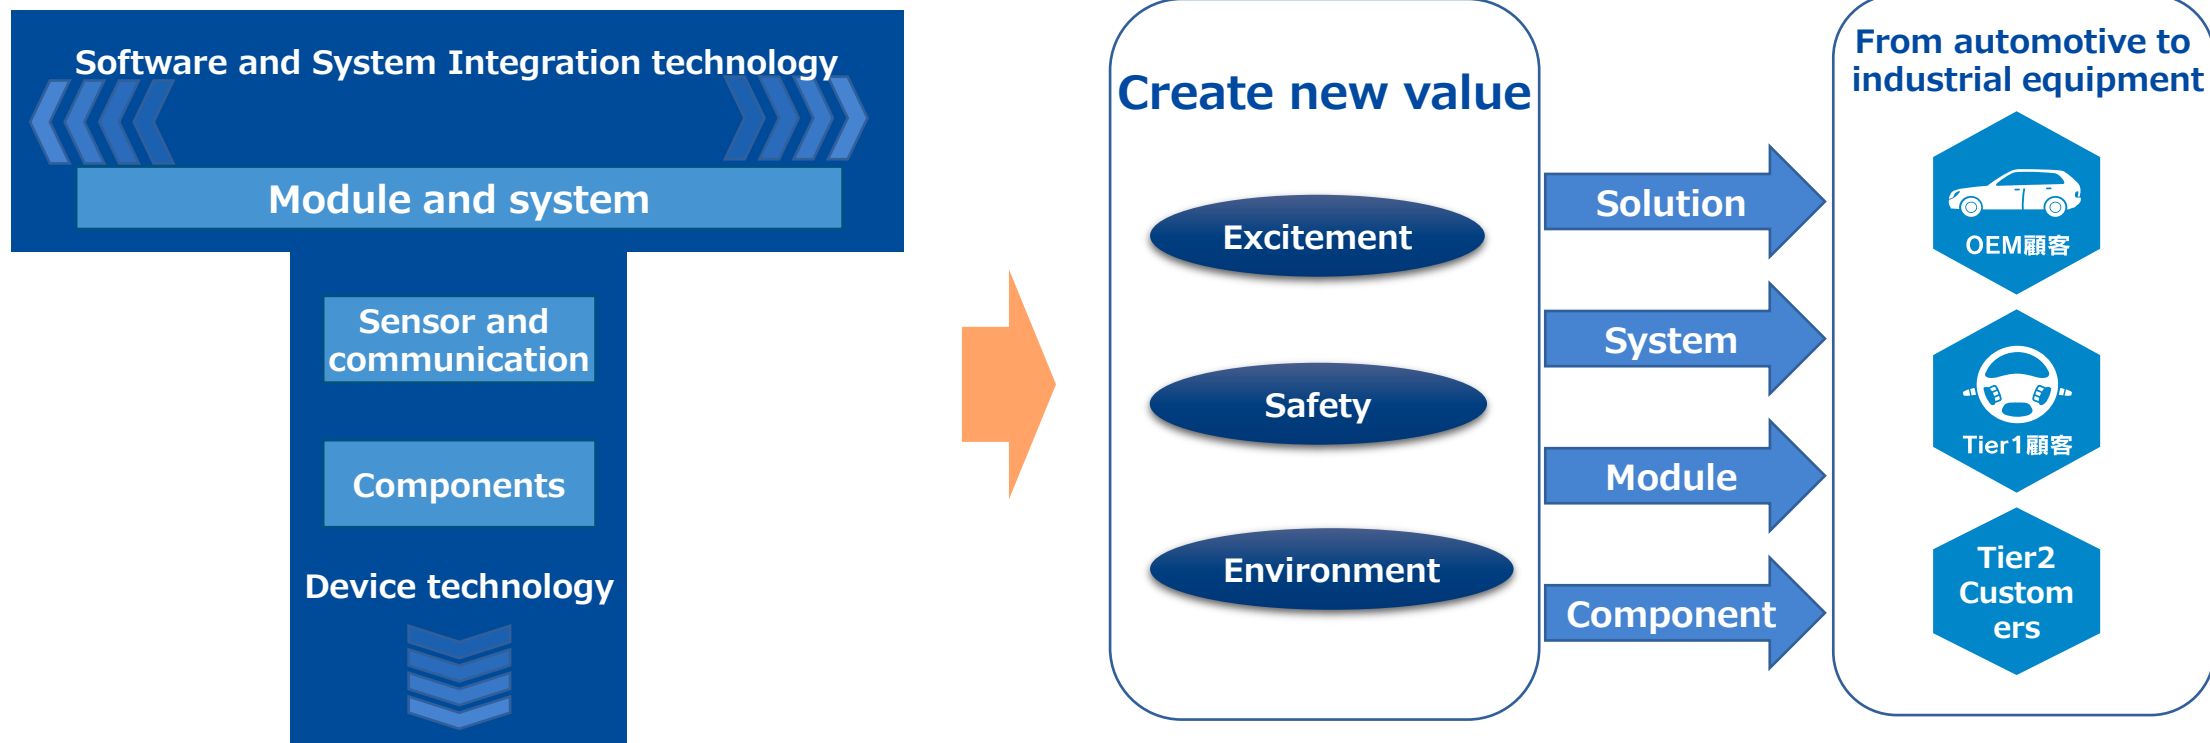 Software and System Integration technology
Module and system
Sensor and
communication
Components
Device technology
Create new value
Excitement
Safety
Environment
Solution
System
Module
Component
From automotive to
industrial equipment
OEM顧客
Tier1顧客
Tier2
Custom
ers